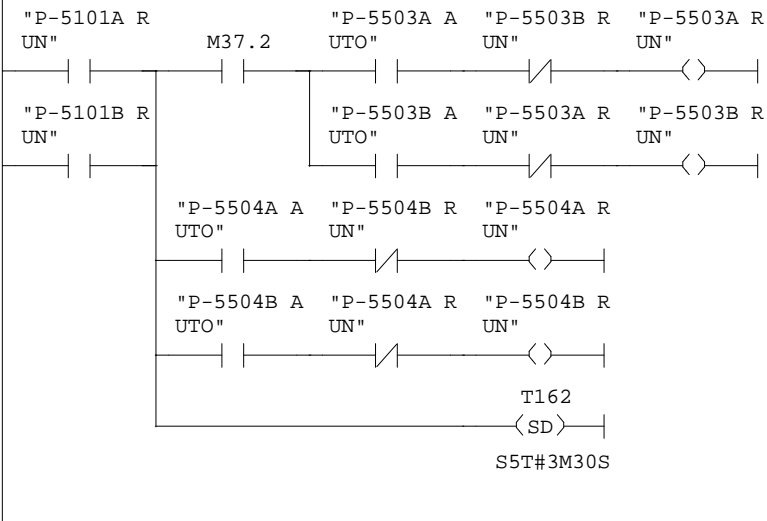 "P-5101A R "P-5503A A "P-5503B R "P-5503A R
UN" M37.2 UTO" UN" UN"
"P-5101B R "P-5503B A "P-5503A R "P-5503B R
UN" UTO" UN" UN"
"P-5504A A "P-5504B R "P-5504A R
UTO" UN" UN"
"P-5504B A "P-5504A R "P-5504B R
UTO" UN" UN"
T162
SD
S5T#3M30S